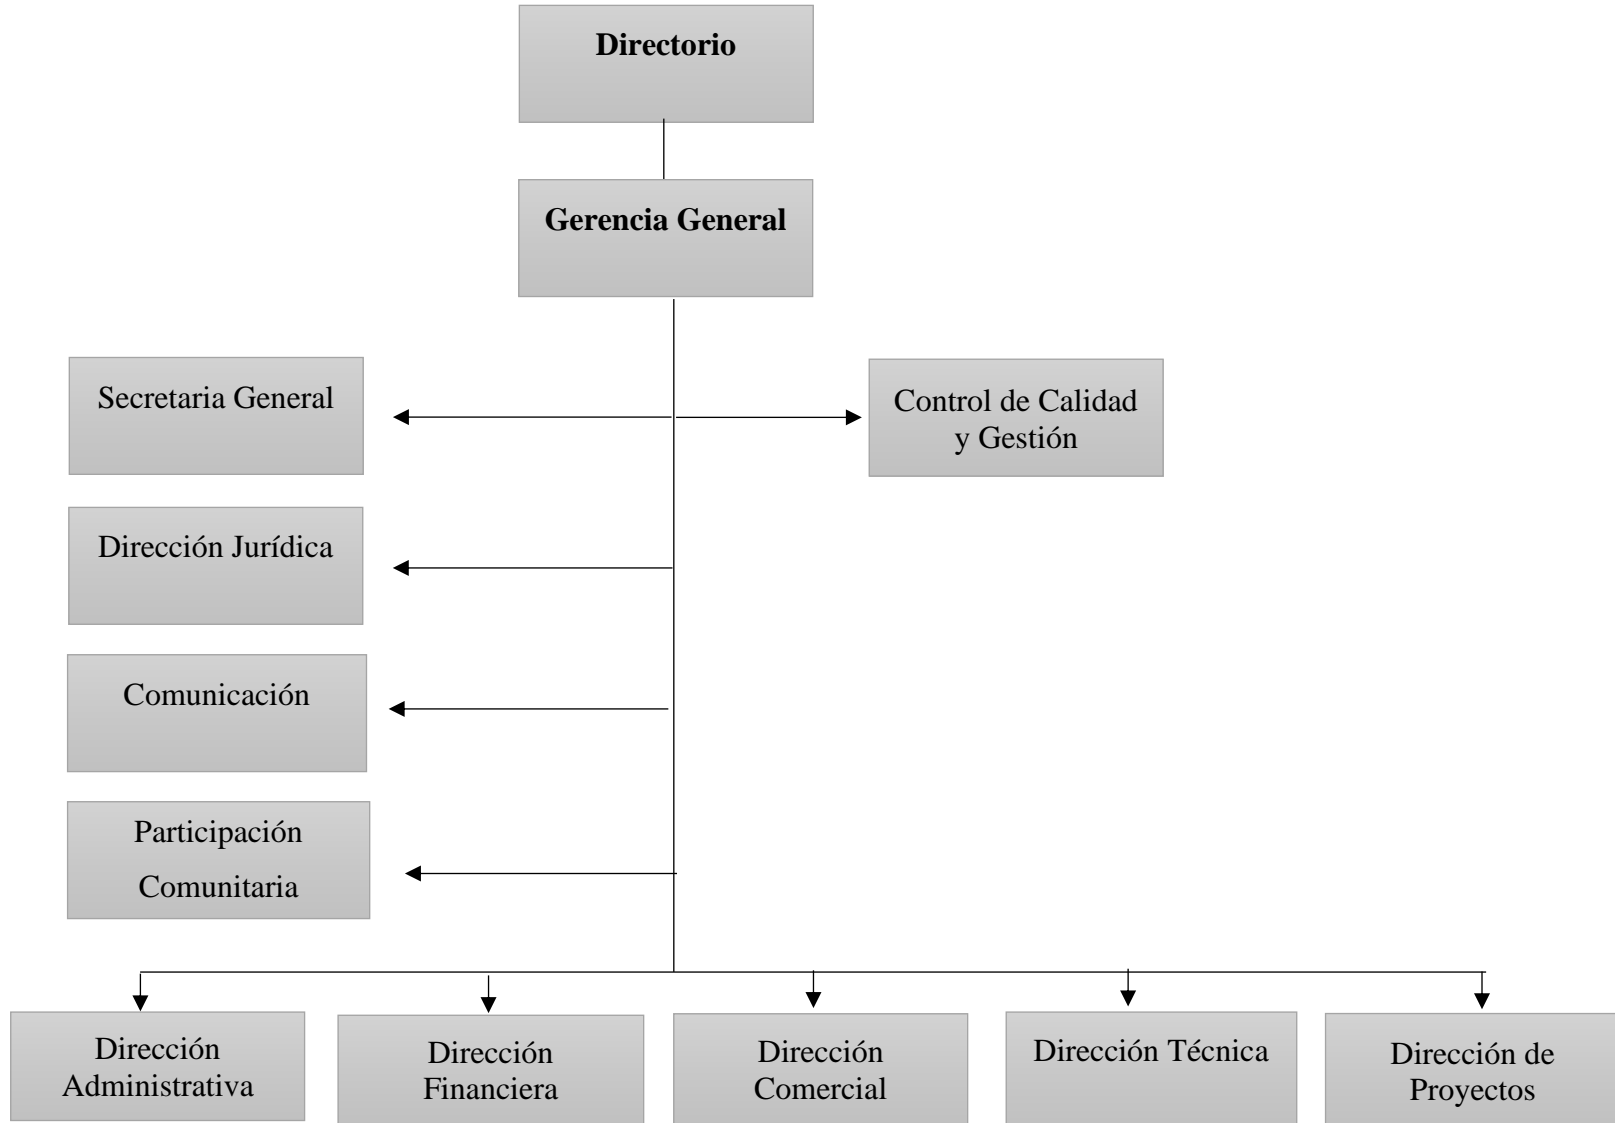 Directorio
Gerencia General
Secretaria General
Control de Calidad
y Gestión
Dirección Jurídica
Comunicación
Participación
Comunitaria
Dirección
Administrativa
Dirección
Financiera
Dirección
Comercial
Dirección Técnica
Dirección de
Proyectos